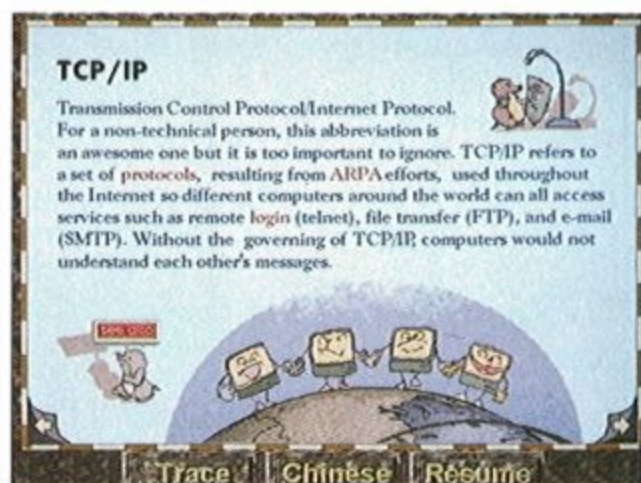 TCP/IP
Transmission Control Protocol/Internet Protocol.
For a non-technical person, this abbreviation is
an awesome one but it is too important to ignore. TCP/IP refers to
a set of protocols, resulting from ARPA efforts, used throughout
the Internet so different computers around the world can all access
services such as remote login (telnet), file transfer (FTP), and e-mail
(SMTP). Without the governing of TCP/IP, computers would not
understand each other's messages.
see also
Trace Chinese Resume